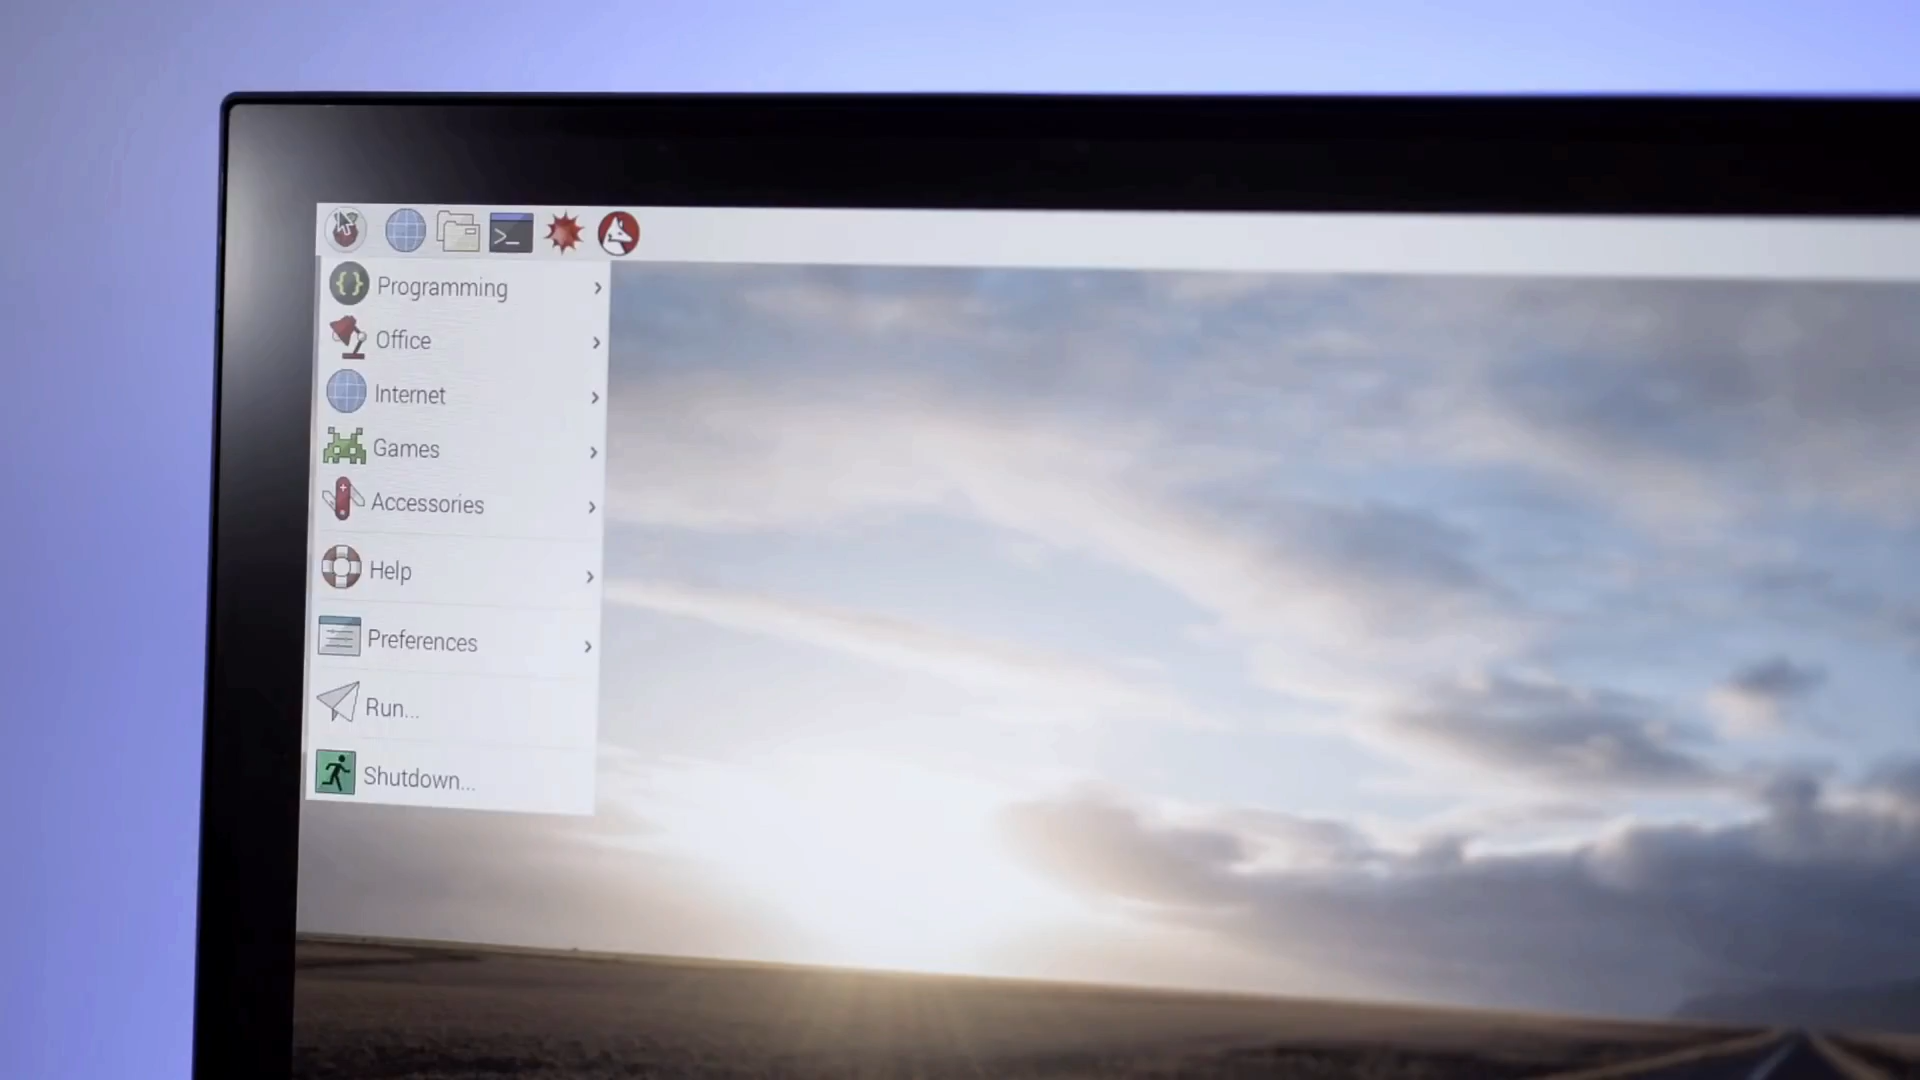 >_
{}
Programming
Office
Internet
Games
Accessories
Help
Preferences
Run...
Shutdown...